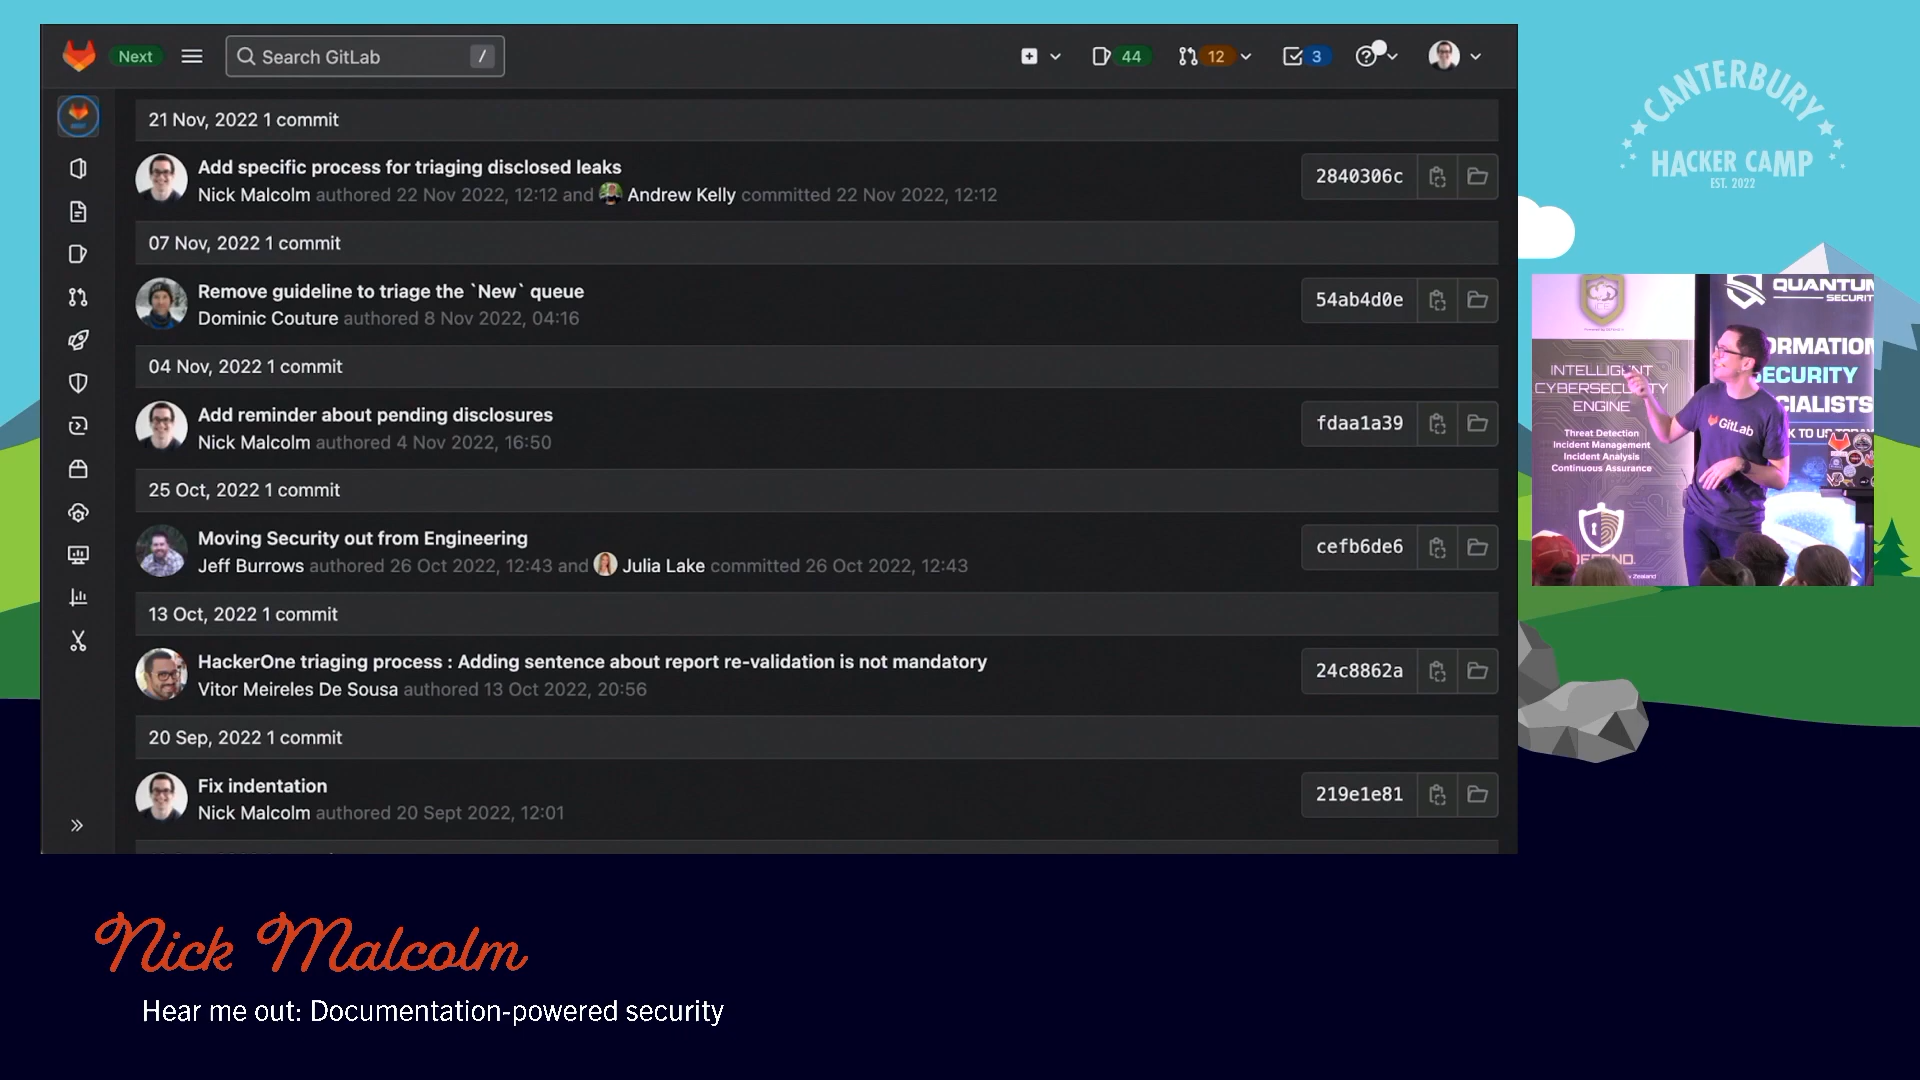 Next
Search GitLab
/
44
12
3
21 Nov, 2022 1 commit
Add specific process for triaging disclosed leaks
Nick Malcolm authored 22 Nov 2022, 12:12 and Andrew Kelly committed 22 Nov 2022, 12:12
2840306c
07 Nov, 2022 1 commit
Remove guideline to triage the `New` queue
Dominic Couture authored 8 Nov 2022, 04:16
54ab4d0e
04 Nov, 2022 1 commit
Add reminder about pending disclosures
Nick Malcolm authored 4 Nov 2022, 16:50
fdaa1a39
25 Oct, 2022 1 commit
Moving Security out from Engineering
Jeff Burrows authored 26 Oct 2022, 12:43 and Julia Lake committed 26 Oct 2022, 12:43
cefb6de6
13 Oct, 2022 1 commit
HackerOne triaging process : Adding sentence about report re-validation is not mandatory
Vitor Meireles De Sousa authored 13 Oct 2022, 20:56
24c8862a
20 Sep, 2022 1 commit
Fix indentation
Nick Malcolm authored 20 Sept 2022, 12:01
219e1e81
CANTERBURY
HACKER CAMP
EST. 2022
INTELLIGENT
CYBERSECURITY
ENGINE
Threat Detection
Incident Management
Incident Analysis
Continuous Assurance
QUANTUM
SECURIT
ORMATION
SECURITY
CIALISTS
K TO US TODAY
GitLab
Zealand
Nick Malcolm
Hear me out: Documentation-powered security